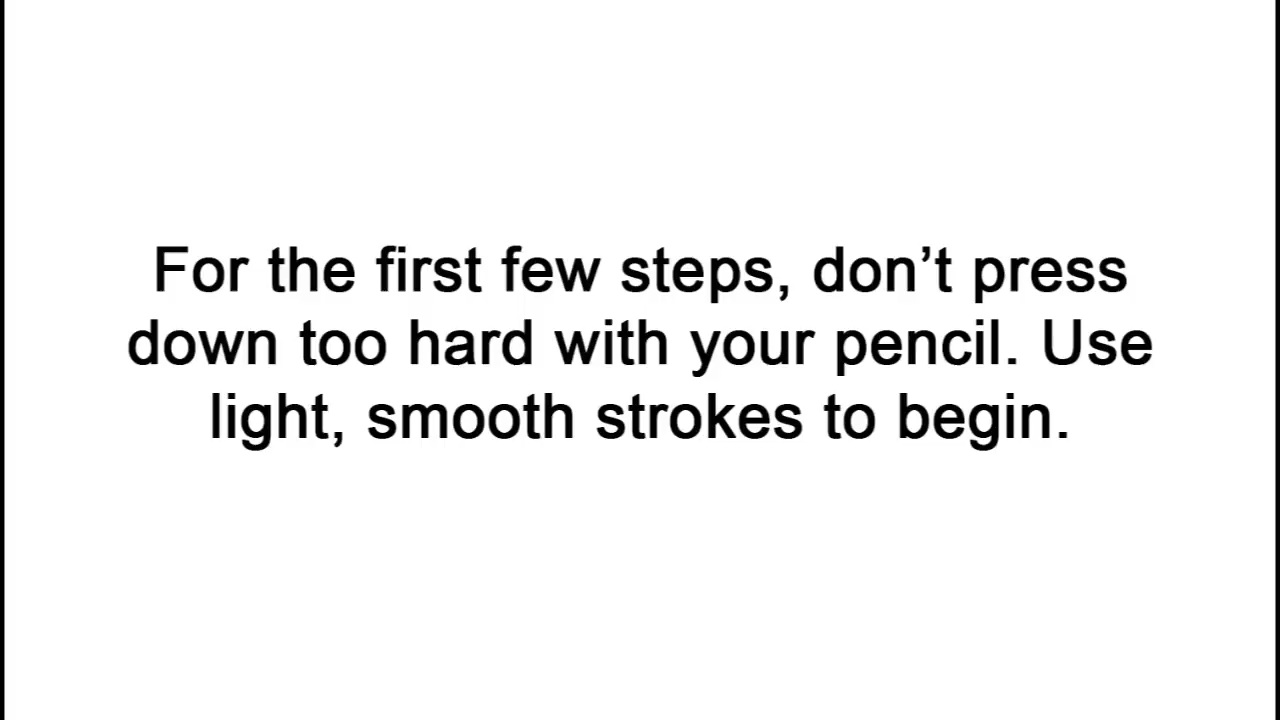 For the first few steps, don’t press
down too hard with your pencil. Use
light, smooth strokes to begin.